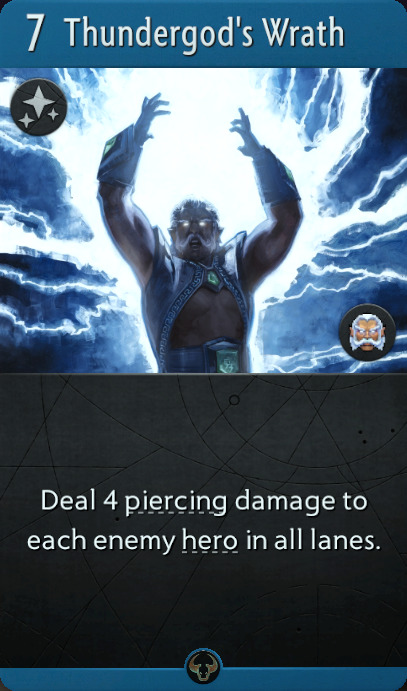 7 Thundergod's Wrath
Deal 4 piercing damage to
each enemy hero in all lanes.